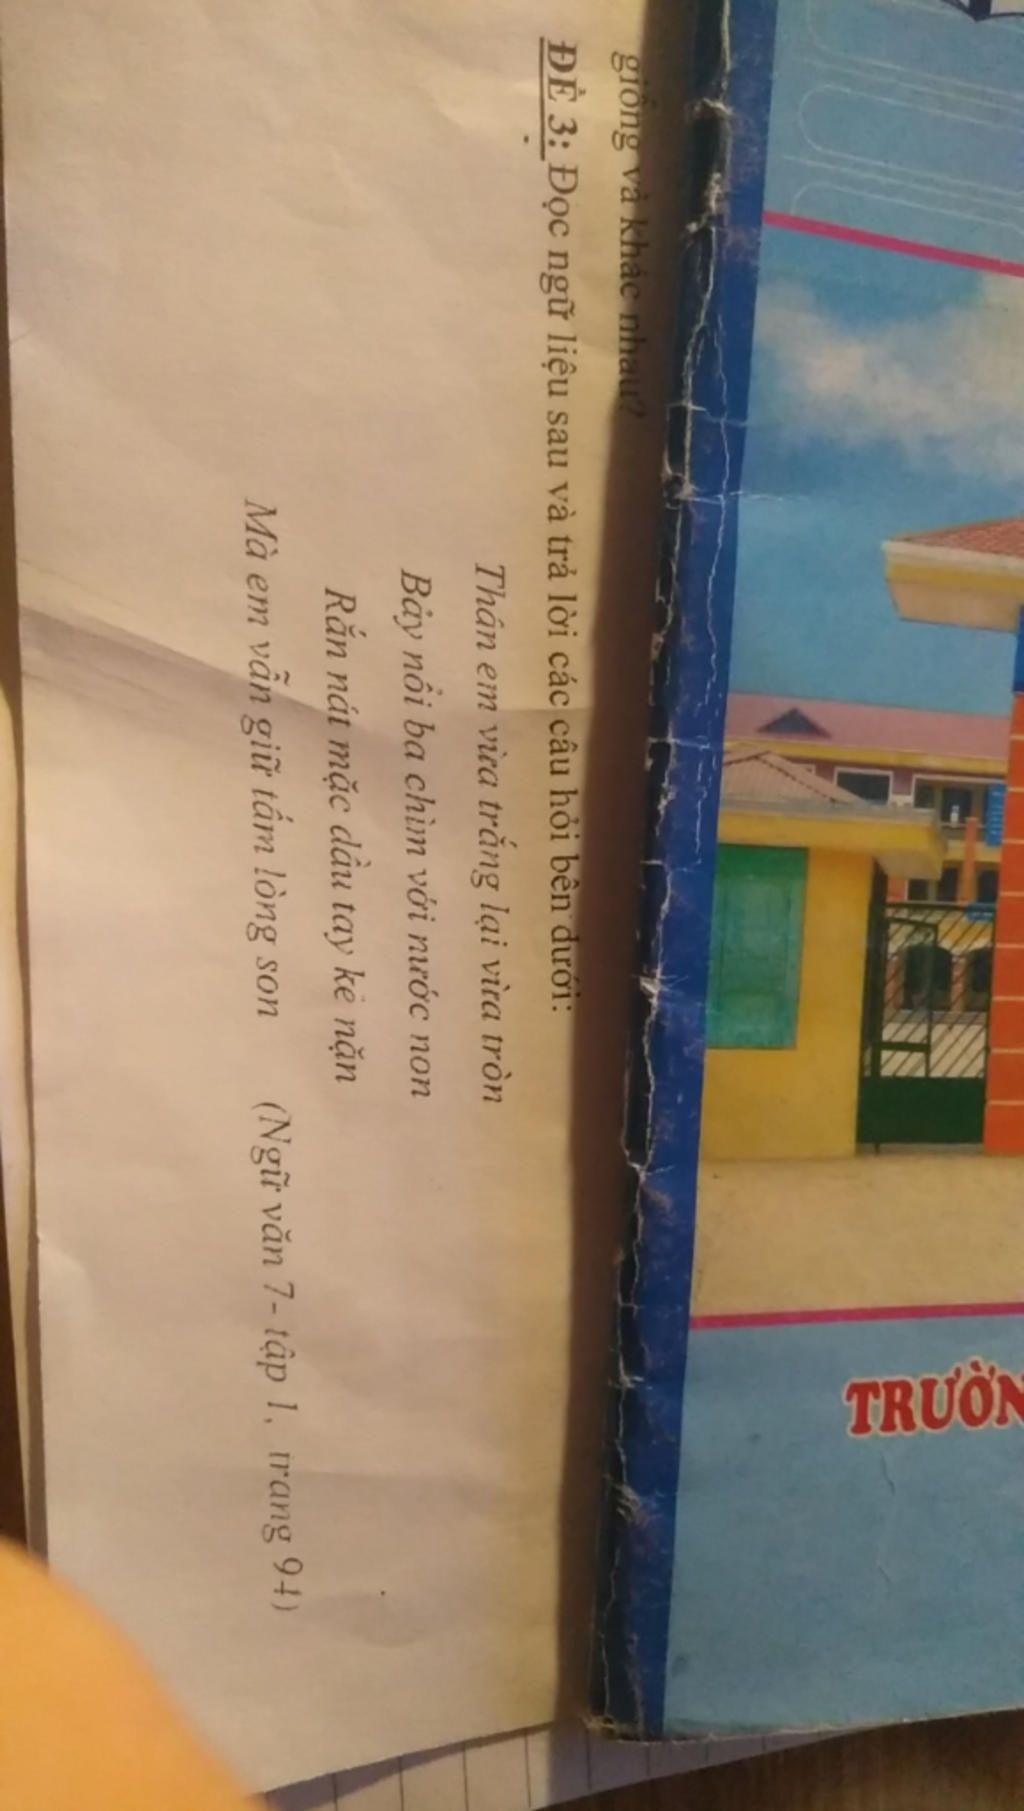 giống và khác nhau?
ĐỀ 3: Đọc ngữ liệu sau và trả lời các câu hỏi bên dưới:
Thân em vừa trắng lại vừa tròn
Bảy nổi ba chìm với nước non
Rắn nát mặc dầu tay kẻ nặn
Mà em vẫn giữ tấm lòng son (Ngữ văn 7- tập 1, trang 94)
TRƯỜN